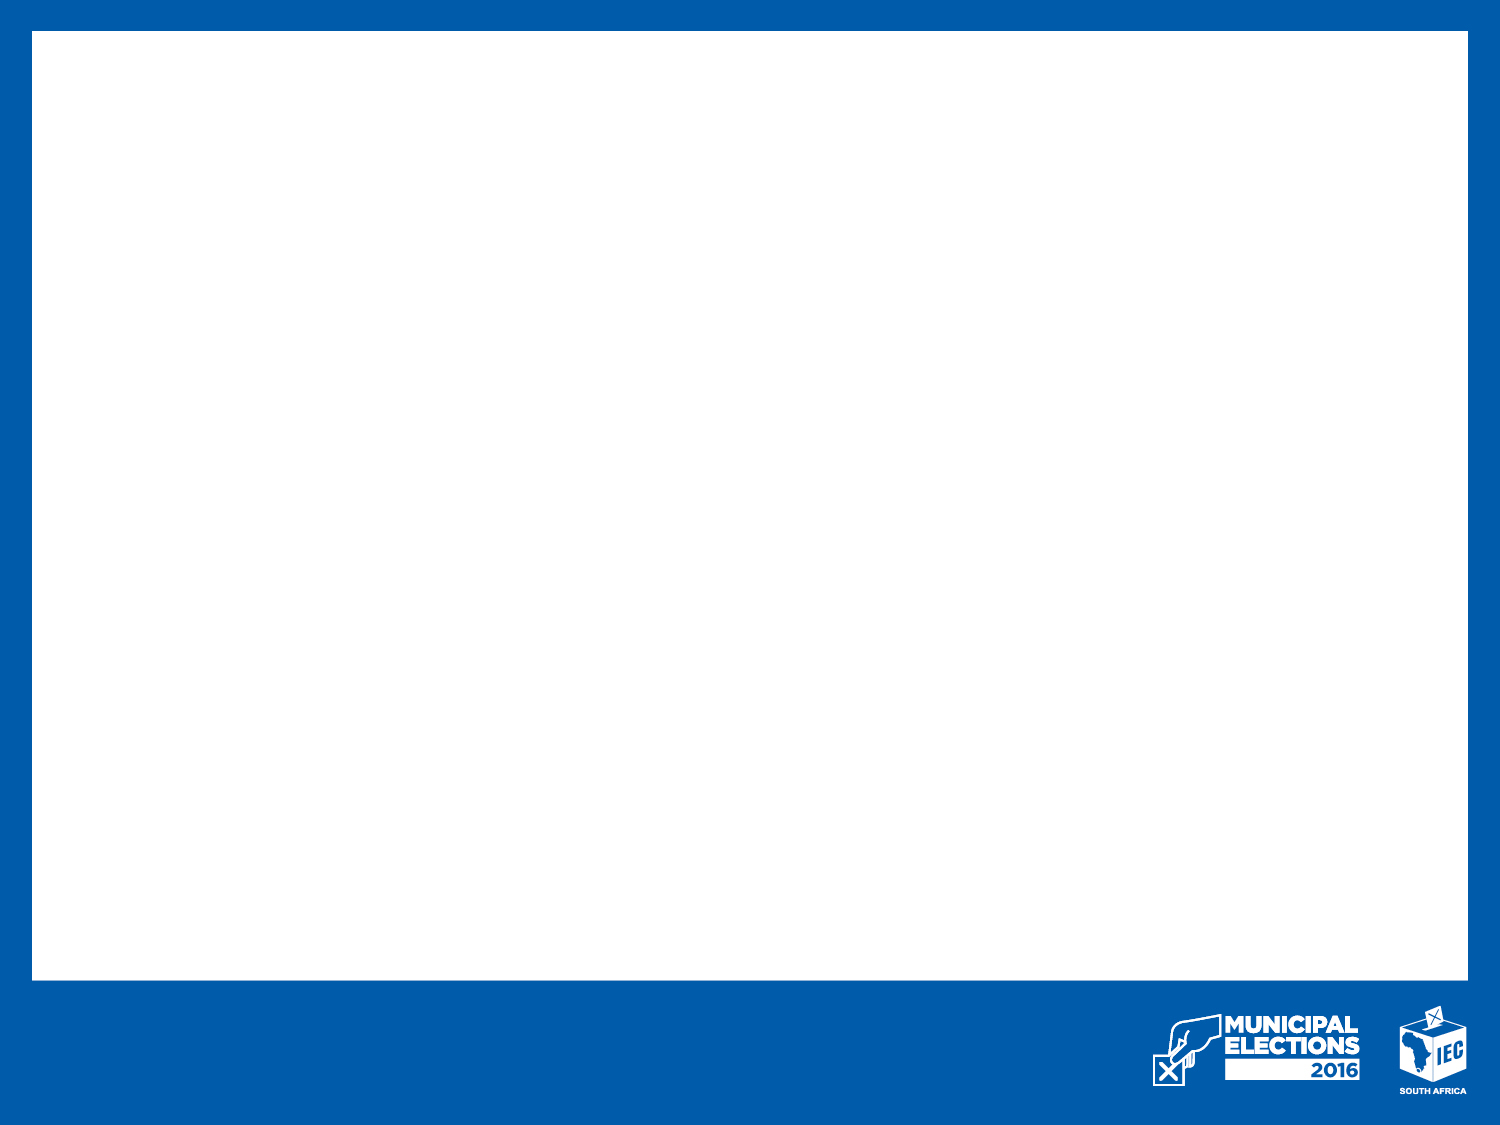 MUNICIPAL
ELECTIONS
2016
IEC
SOUTH AFRICA